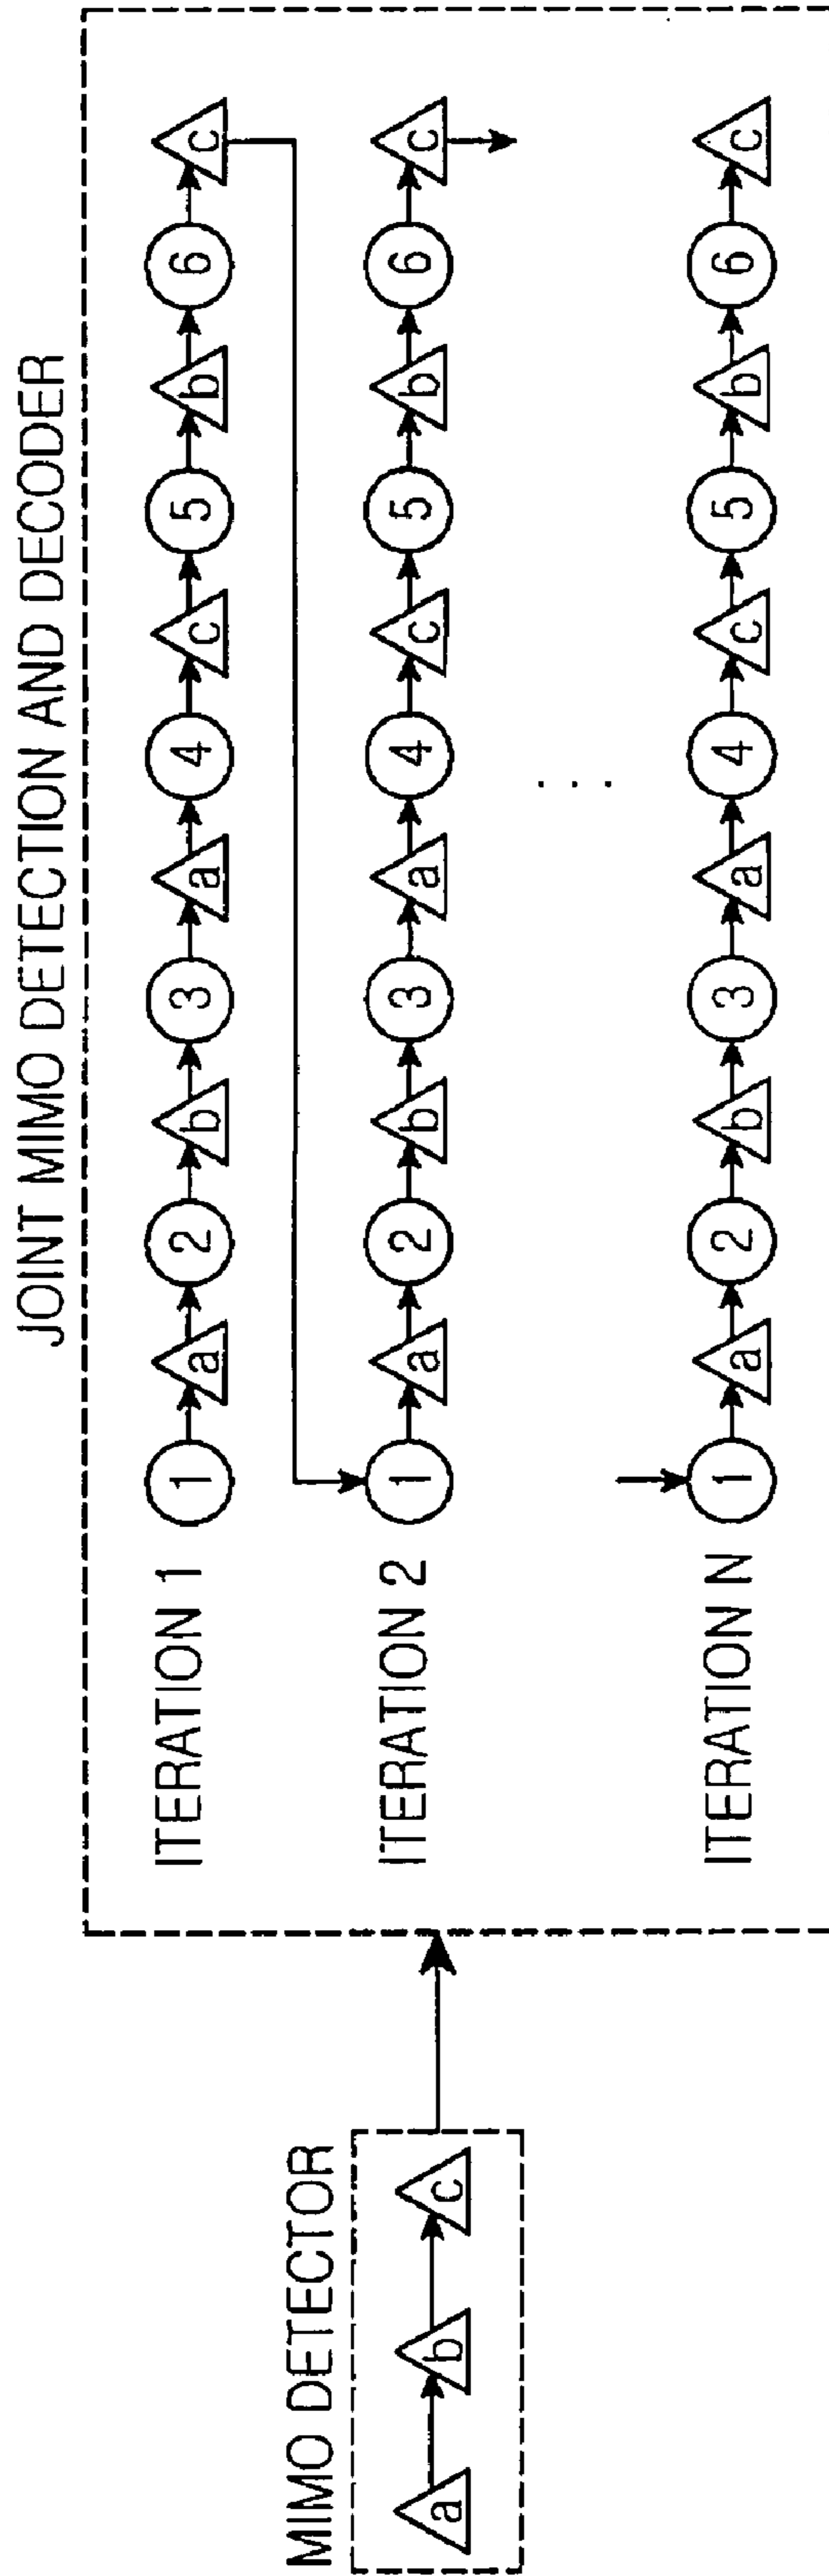 MIMO DETECTOR
a b c
JOINT MIMO DETECTION AND DECODER
ITERATION 1 1 a 2 b 3 a 4 c 5 b 6 c
ITERATION 2 1 a 2 b 3 a 4 c 5 b 6 c
. . .
ITERATION N 1 a 2 b 3 a 4 c 5 b 6 c